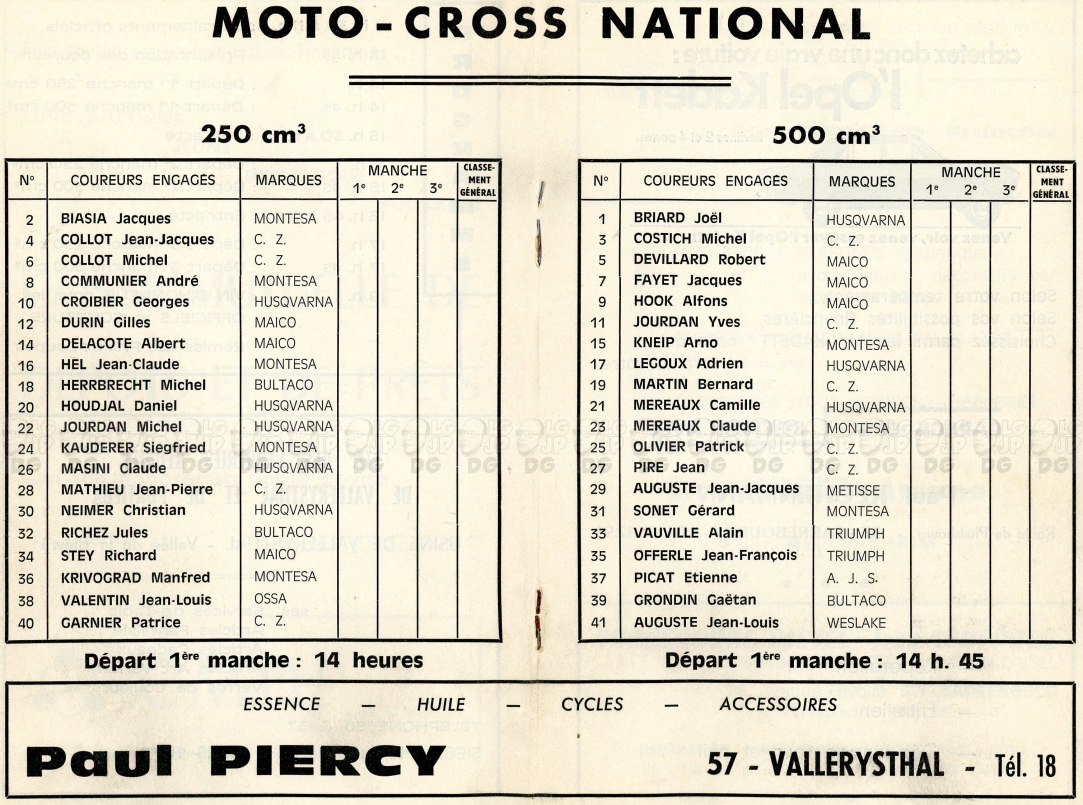 MOTO-CROSS NATIONAL
250 cm³
N° COUREURS ENGAGÉS MARQUES MANCHE 1e 2e 3e CLASSE-MENT GÉNÉRAL
2 BIASIA Jacques MONTESA
4 COLLOT Jean-Jacques C. Z.
6 COLLOT Michel C. Z.
8 COMMUNIER André MONTESA
10 CROIBIER Georges HUSQVARNA
12 DURIN Gilles MAICO
14 DELACOTE Albert MAICO
16 HEL Jean-Claude MONTESA
18 HERRBRECHT Michel BULTACO
20 HOUDJAL Daniel HUSQVARNA
22 JOURDAN Michel HUSQVARNA
24 KAUDERER Siegfried MONTESA
26 MASINI Claude HUSQVARNA
28 MATHIEU Jean-Pierre C. Z.
30 NEIMER Christian HUSQVARNA
32 RICHEZ Jules BULTACO
34 STEY Richard MAICO
36 KRIVOGRAD Manfred MONTESA
38 VALENTIN Jean-Louis OSSA
40 GARNIER Patrice C. Z.
Départ 1ère manche : 14 heures
500 cm³
N° COUREURS ENGAGÉS MARQUES MANCHE 1e 2e 3e CLASSE-MENT GÉNÉRAL
1 BRIARD Joël HUSQVARNA
3 COSTICH Michel C. Z.
5 DEVILLARD Robert MAICO
7 FAYET Jacques MAICO
9 HOOK Alfons MAICO
11 JOURDAN Yves C. Z.
15 KNEIP Arno MONTESA
17 LEGOUX Adrien HUSQVARNA
19 MARTIN Bernard C. Z.
21 MEREAUX Camille HUSQVARNA
23 MEREAUX Claude MONTESA
25 OLIVIER Patrick C. Z.
27 PIRE Jean C. Z.
29 AUGUSTE Jean-Jacques METISSE
31 SONET Gérard MONTESA
33 VAUVILLE Alain TRIUMPH
35 OFFERLE Jean-François TRIUMPH
37 PICAT Etienne A. J. S.
39 GRONDIN Gaëtan BULTACO
41 AUGUSTE Jean-Louis WESLAKE
Départ 1ère manche : 14 h. 45
ESSENCE — HUILE — CYCLES — ACCESSOIRES
Paul PIERCY 57 - VALLERYSTHAL - Tél. 18